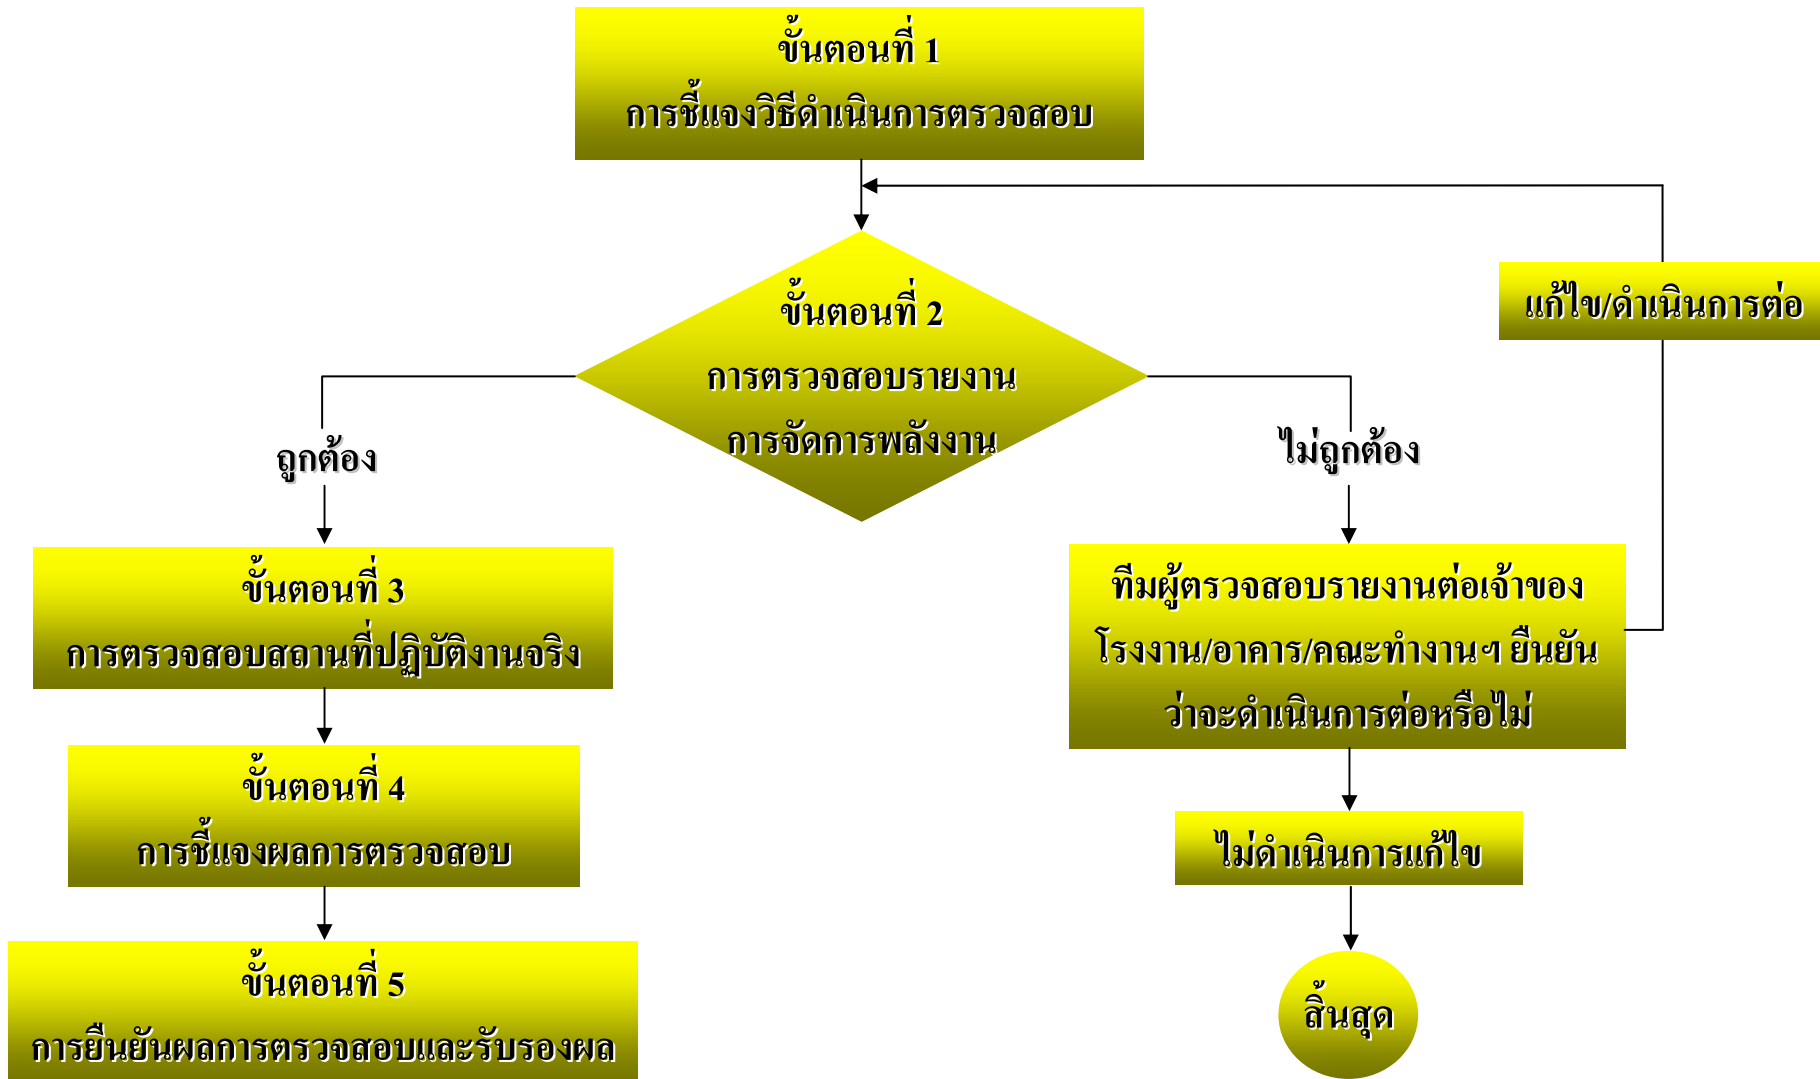 ขั้นตอนที่ 1
การชี้แจงวิธีดำเนินการตรวจสอบ
แก้ไข/ดำเนินการต่อ
ขั้นตอนที่ 2
การตรวจสอบรายงาน
การจัดการพลังงาน
ถูกต้อง
ไม่ถูกต้อง
ขั้นตอนที่ 3
การตรวจสอบสถานที่ปฏิบัติงานจริง
ทีมผู้ตรวจสอบรายงานต่อเจ้าของ
โรงงาน/อาคาร/คณะทำงานฯ ยืนยัน
ว่าจะดำเนินการต่อหรือไม่
ขั้นตอนที่ 4
การชี้แจงผลการตรวจสอบ
ไม่ดำเนินการแก้ไข
ขั้นตอนที่ 5
การยืนยันผลการตรวจสอบและรับรองผล
สิ้นสุด